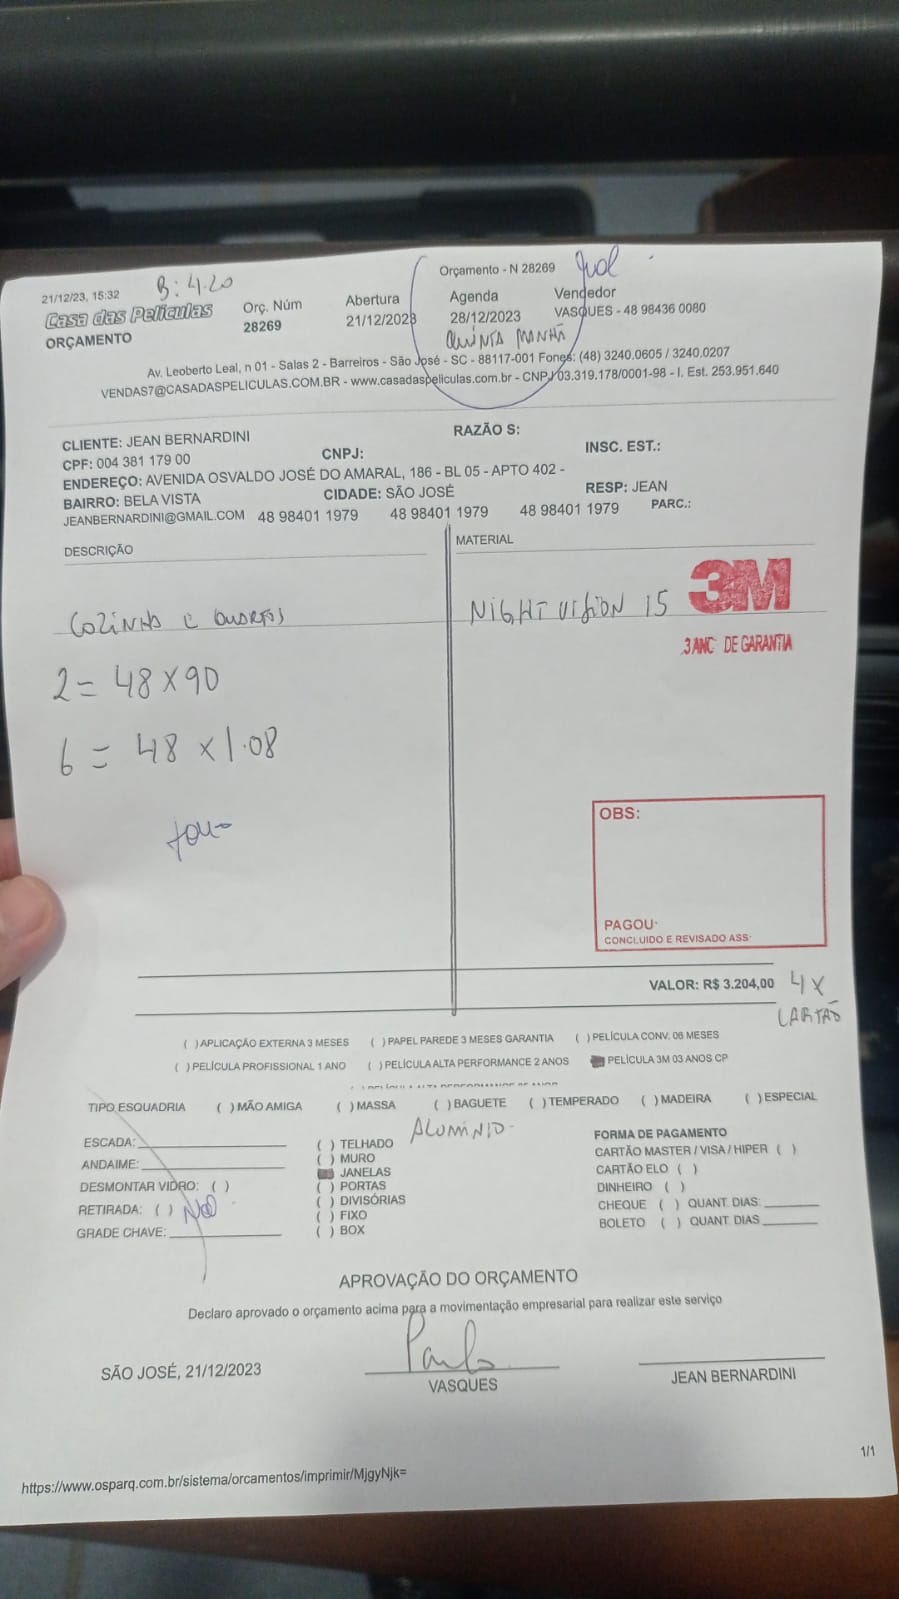 21/12/23, 15:32
B: 4.20
Orçamento - N 28269
Casa das Películas
ORÇAMENTO
Orç. Núm
28269
Abertura
21/12/2023
Agenda
28/12/2023
QUINTA MANHÃ
Vendedor
VASQUES - 48 98436 0080
Av. Leoberto Leal, n 01 - Salas 2 - Barreiros - São José - SC - 88117-001 Fones: (48) 3240.0605 / 3240.0207
VENDAS7@CASADASPELICULAS.COM.BR - www.casadaspeliculas.com.br - CNPJ 03.319.178/0001-98 - I. Est. 253.951.640
CLIENTE: JEAN BERNARDINI
RAZÃO S:
CPF: 004 381 179 00
CNPJ:
INSC. EST.:
ENDEREÇO: AVENIDA OSVALDO JOSÉ DO AMARAL, 186 - BL 05 - APTO 402 -
BAIRRO: BELA VISTA
CIDADE: SÃO JOSÉ
RESP: JEAN
JEANBERNARDINI@GMAIL.COM 48 98401 1979 48 98401 1979 48 98401 1979 PARC.:
DESCRIÇÃO
MATERIAL
COZINHA E QUARTOS
NIGHT VISION 15
3M
3 ANO DE GARANTIA
2 = 48 X 90
6 = 48 X 1.08
OBS:
PAGOU:
CONCLUIDO E REVISADO ASS:
VALOR: R$ 3.204,00
4X
CARTÃO
( ) APLICAÇÃO EXTERNA 3 MESES ( ) PAPEL PAREDE 3 MESES GARANTIA ( ) PELÍCULA CONV. 06 MESES
( ) PELÍCULA PROFISSIONAL 1 ANO ( ) PELÍCULA ALTA PERFORMANCE 2 ANOS PELÍCULA 3M 03 ANOS CP
TIPO ESQUADRIA ( ) MÃO AMIGA ( ) MASSA ( ) BAGUETE ( ) TEMPERADO ( ) MADEIRA ( ) ESPECIAL
ALUMÍNIO
ESCADA:
ANDAIME:
DESMONTAR VIDRO: ( )
RETIRADA: ( ) NÃO
GRADE CHAVE:
( ) TELHADO
( ) MURO
JANELAS
( ) PORTAS
( ) DIVISÓRIAS
( ) FIXO
( ) BOX
FORMA DE PAGAMENTO
CARTÃO MASTER / VISA / HIPER ( )
CARTÃO ELO ( )
DINHEIRO ( )
CHEQUE ( ) QUANT. DIAS:
BOLETO ( ) QUANT. DIAS
APROVAÇÃO DO ORÇAMENTO
Declaro aprovado o orçamento acima para a movimentação empresarial para realizar este serviço
SÃO JOSÉ, 21/12/2023
Paulo
VASQUES
JEAN BERNARDINI
1/1
https://www.osparq.com.br/sistema/orcamentos/imprimir/MjgyNjk=